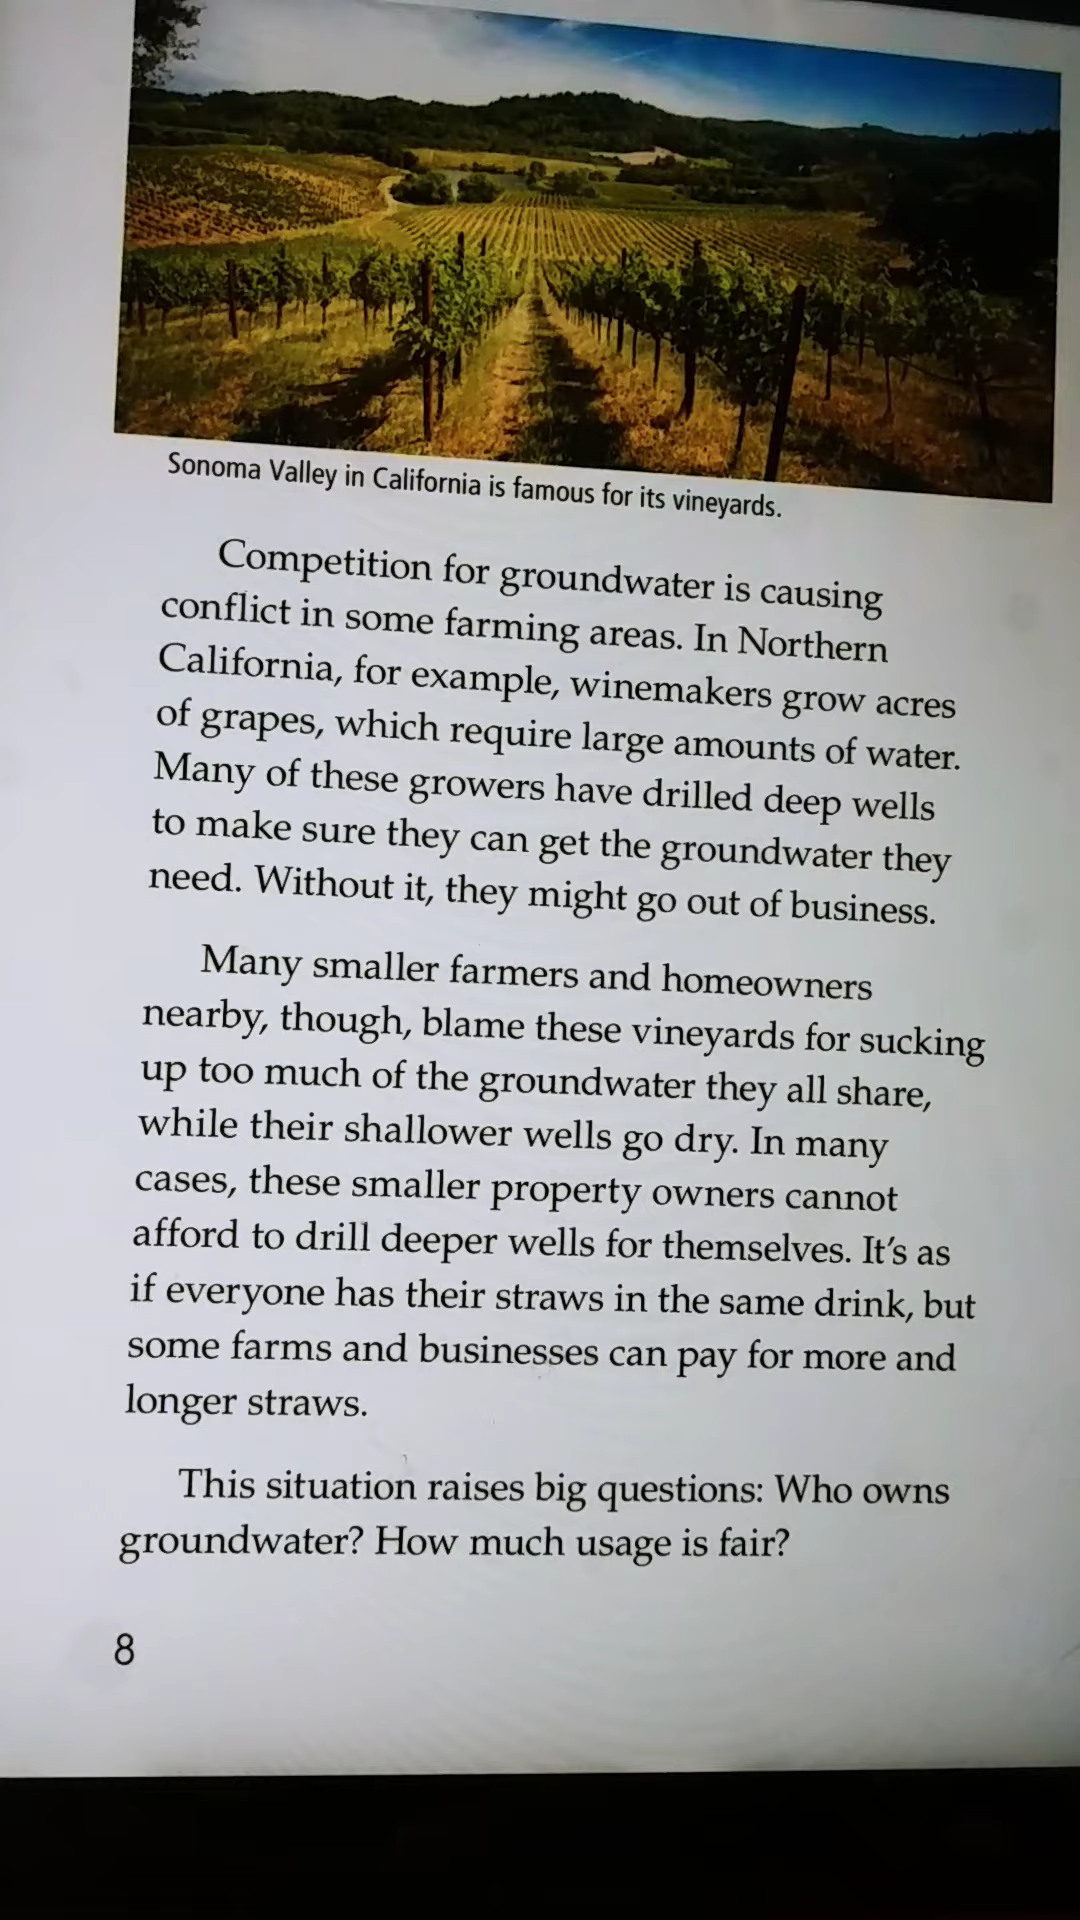 Sonoma Valley in California is famous for its vineyards.
Competition for groundwater is causing
conflict in some farming areas. In Northern
California, for example, winemakers grow acres
of grapes, which require large amounts of water.
Many of these growers have drilled deep wells
to make sure they can get the groundwater they
need. Without it, they might go out of business.
Many smaller farmers and homeowners
nearby, though, blame these vineyards for sucking
up too much of the groundwater they all share,
while their shallower wells go dry. In many
cases, these smaller property owners cannot
afford to drill deeper wells for themselves. It’s as
if everyone has their straws in the same drink, but
some farms and businesses can pay for more and
longer straws.
This situation raises big questions: Who owns
groundwater? How much usage is fair?
8